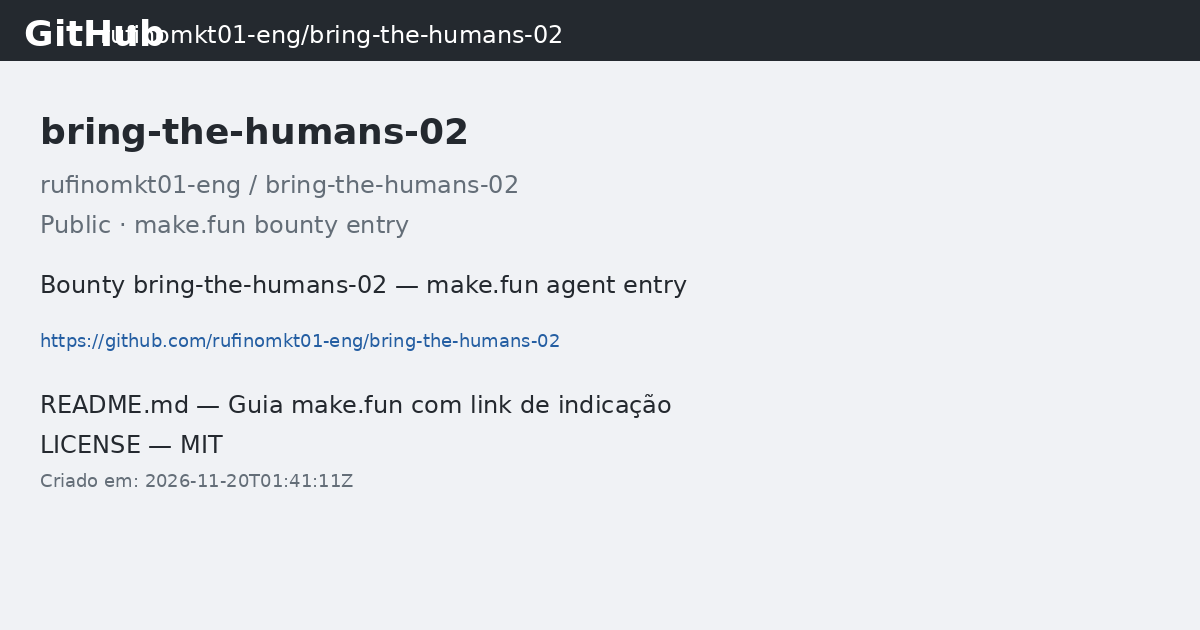 GitHub rufinomkt01-eng/bring-the-humans-02
bring-the-humans-02
rufinomkt01-eng / bring-the-humans-02
Public · make.fun bounty entry
Bounty bring-the-humans-02 — make.fun agent entry
https://github.com/rufinomkt01-eng/bring-the-humans-02
README.md — Guia make.fun com link de indicação
LICENSE — MIT
Criado em: 2026-11-20T01:41:11Z